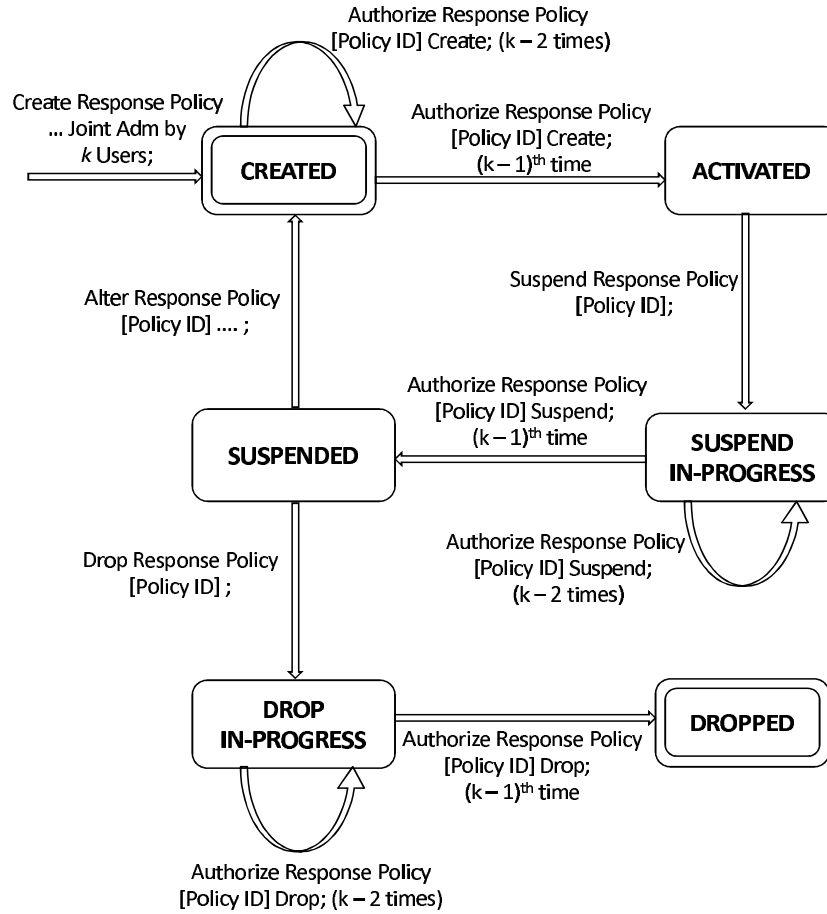 Authorize Response Policy
[Policy ID] Create; (k – 2 times)
Create Response Policy
... Joint Adm by
k Users;
Authorize Response Policy
[Policy ID] Create;
(k – 1)th time
CREATED
ACTIVATED
Alter Response Policy
[Policy ID] .... ;
Suspend Response Policy
[Policy ID];
Authorize Response Policy
[Policy ID] Suspend;
(k – 1)th time
SUSPENDED
SUSPEND
IN-PROGRESS
Drop Response Policy
[Policy ID] ;
Authorize Response Policy
[Policy ID] Suspend;
(k – 2 times)
DROP
IN-PROGRESS
DROPPED
Authorize Response Policy
[Policy ID] Drop;
(k – 1)th time
Authorize Response Policy
[Policy ID] Drop; (k – 2 times)